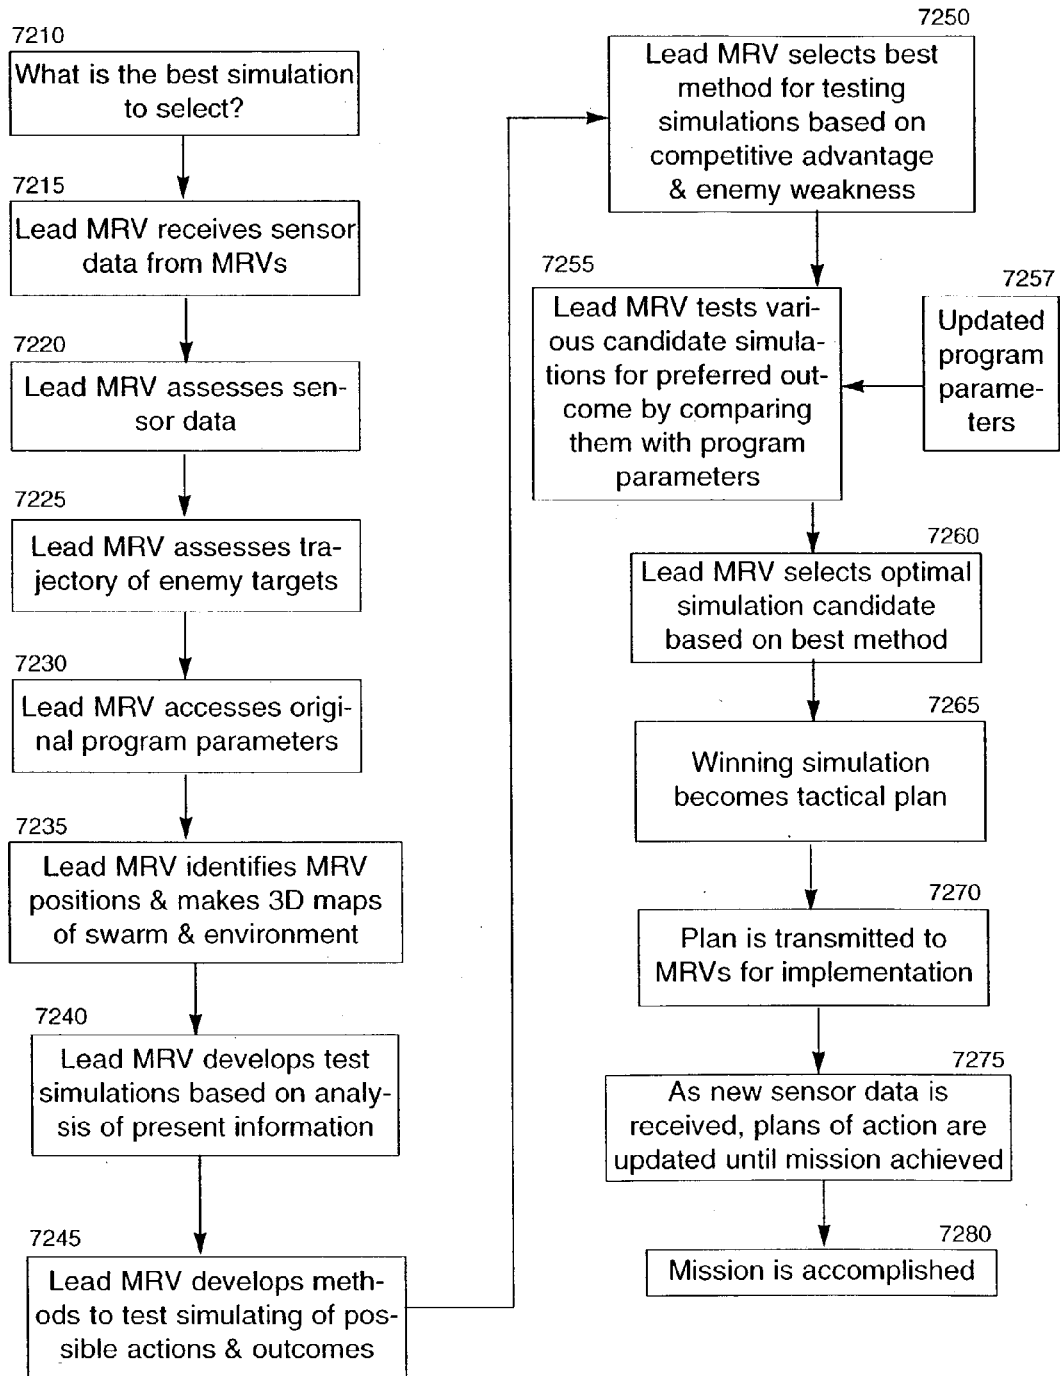 7210
What is the best simulation
to select?
7215
Lead MRV receives sensor
data from MRVs
7220
Lead MRV assesses sen-
sor data
7225
Lead MRV assesses tra-
jectory of enemy targets
7230
Lead MRV accesses origi-
nal program parameters
7235
Lead MRV identifies MRV
positions & makes 3D maps
of swarm & environment
7240
Lead MRV develops test
simulations based on analy-
sis of present information
7245
Lead MRV develops meth-
ods to test simulating of pos-
sible actions & outcomes
7250
Lead MRV selects best
method for testing
simulations based on
competitive advantage
& enemy weakness
7255
Lead MRV tests vari-
ous candidate simula-
tions for preferred out-
come by comparing
them with program
parameters
7257
Updated
program
parame-
ters
7260
Lead MRV selects optimal
simulation candidate
based on best method
7265
Winning simulation
becomes tactical plan
7270
Plan is transmitted to
MRVs for implementation
7275
As new sensor data is
received, plans of action are
updated until mission achieved
7280
Mission is accomplished